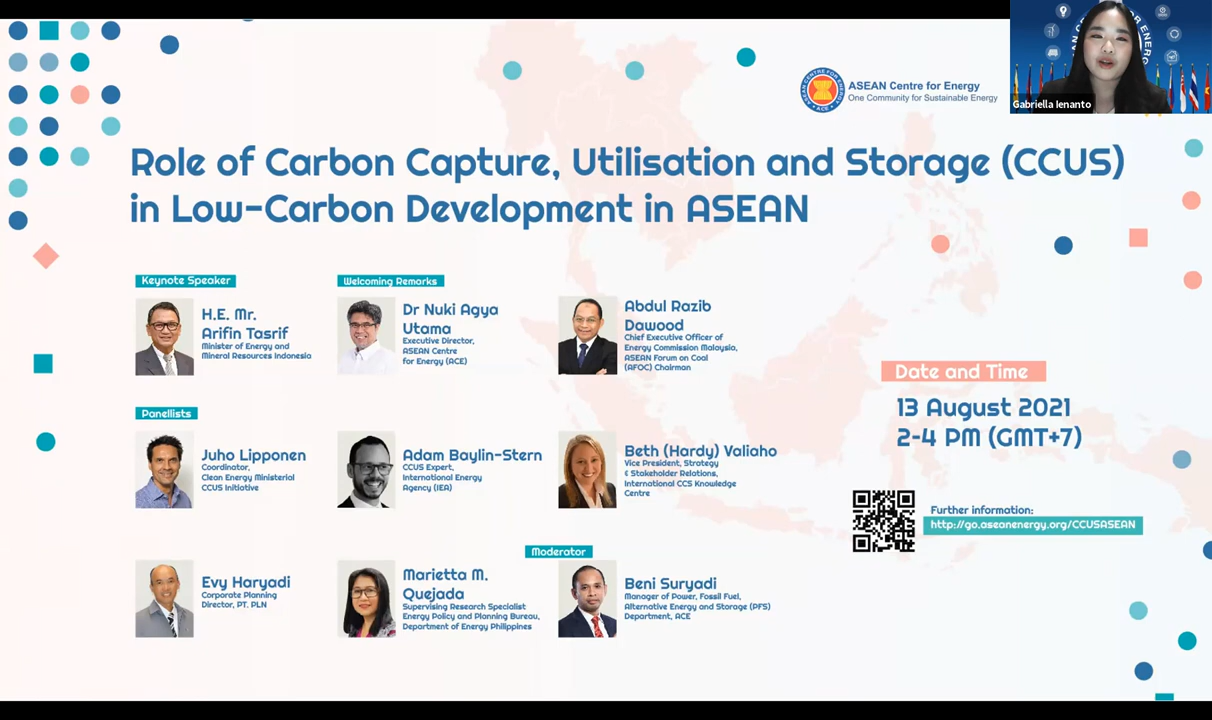 Gabriella Ienanto
ASEAN Centre for Energy
One Community for Sustainable Energy
Role of Carbon Capture, Utilisation and Storage (CCUS)
in Low-Carbon Development in ASEAN
Keynote Speaker
H.E. Mr.
Arifin Tasrif
Minister of Energy and
Mineral Resources Indonesia
Welcoming Remarks
Dr Nuki Agya
Utama
Executive Director,
ASEAN Centre
for Energy (ACE)
Abdul Razib
Dawood
Chief Executive Officer of
Energy Commission Malaysia,
ASEAN Forum on Coal
(AFOC) Chairman
Date and Time
13 August 2021
2-4 PM (GMT+7)
Panellists
Juho Lipponen
Coordinator,
Clean Energy Ministerial
CCUS Initiative
Adam Baylin-Stern
CCUS Expert,
International Energy
Agency (IEA)
Beth (Hardy) Valiaho
Vice President, Strategy
& Stakeholder Relations,
International CCS Knowledge
Centre
Further information:
http://go.aseanenergy.org/CCUSASEAN
Evy Haryadi
Corporate Planning
Director, PT. PLN
Marietta M.
Quejada
Supervising Research Specialist
Energy Policy and Planning Bureau,
Department of Energy Philippines
Moderator
Beni Suryadi
Manager of Power, Fossil Fuel,
Alternative Energy and Storage (PFS)
Department, ACE